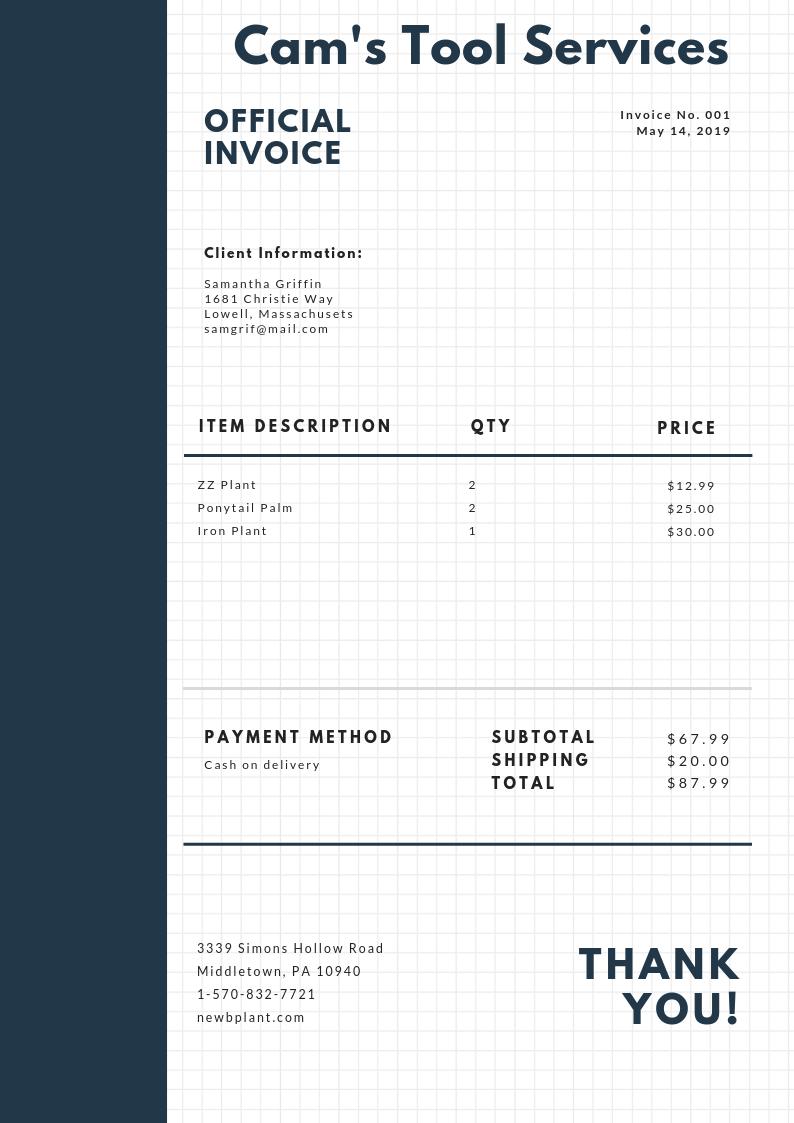 Cam's Tool Services
OFFICIAL
INVOICE
Invoice No. 001
May 14, 2019
Client Information:
Samantha Griffin
1681 Christie Way
Lowell, Massachusets
samgrif@mail.com
ITEM DESCRIPTION QTY PRICE
ZZ Plant 2 $12.99
Ponytail Palm 2 $25.00
Iron Plant 1 $30.00
PAYMENT METHOD
Cash on delivery
SUBTOTAL $67.99
SHIPPING $20.00
TOTAL $87.99
3339 Simons Hollow Road
Middletown, PA 10940
1-570-832-7721
newbplant.com
THANK
YOU!